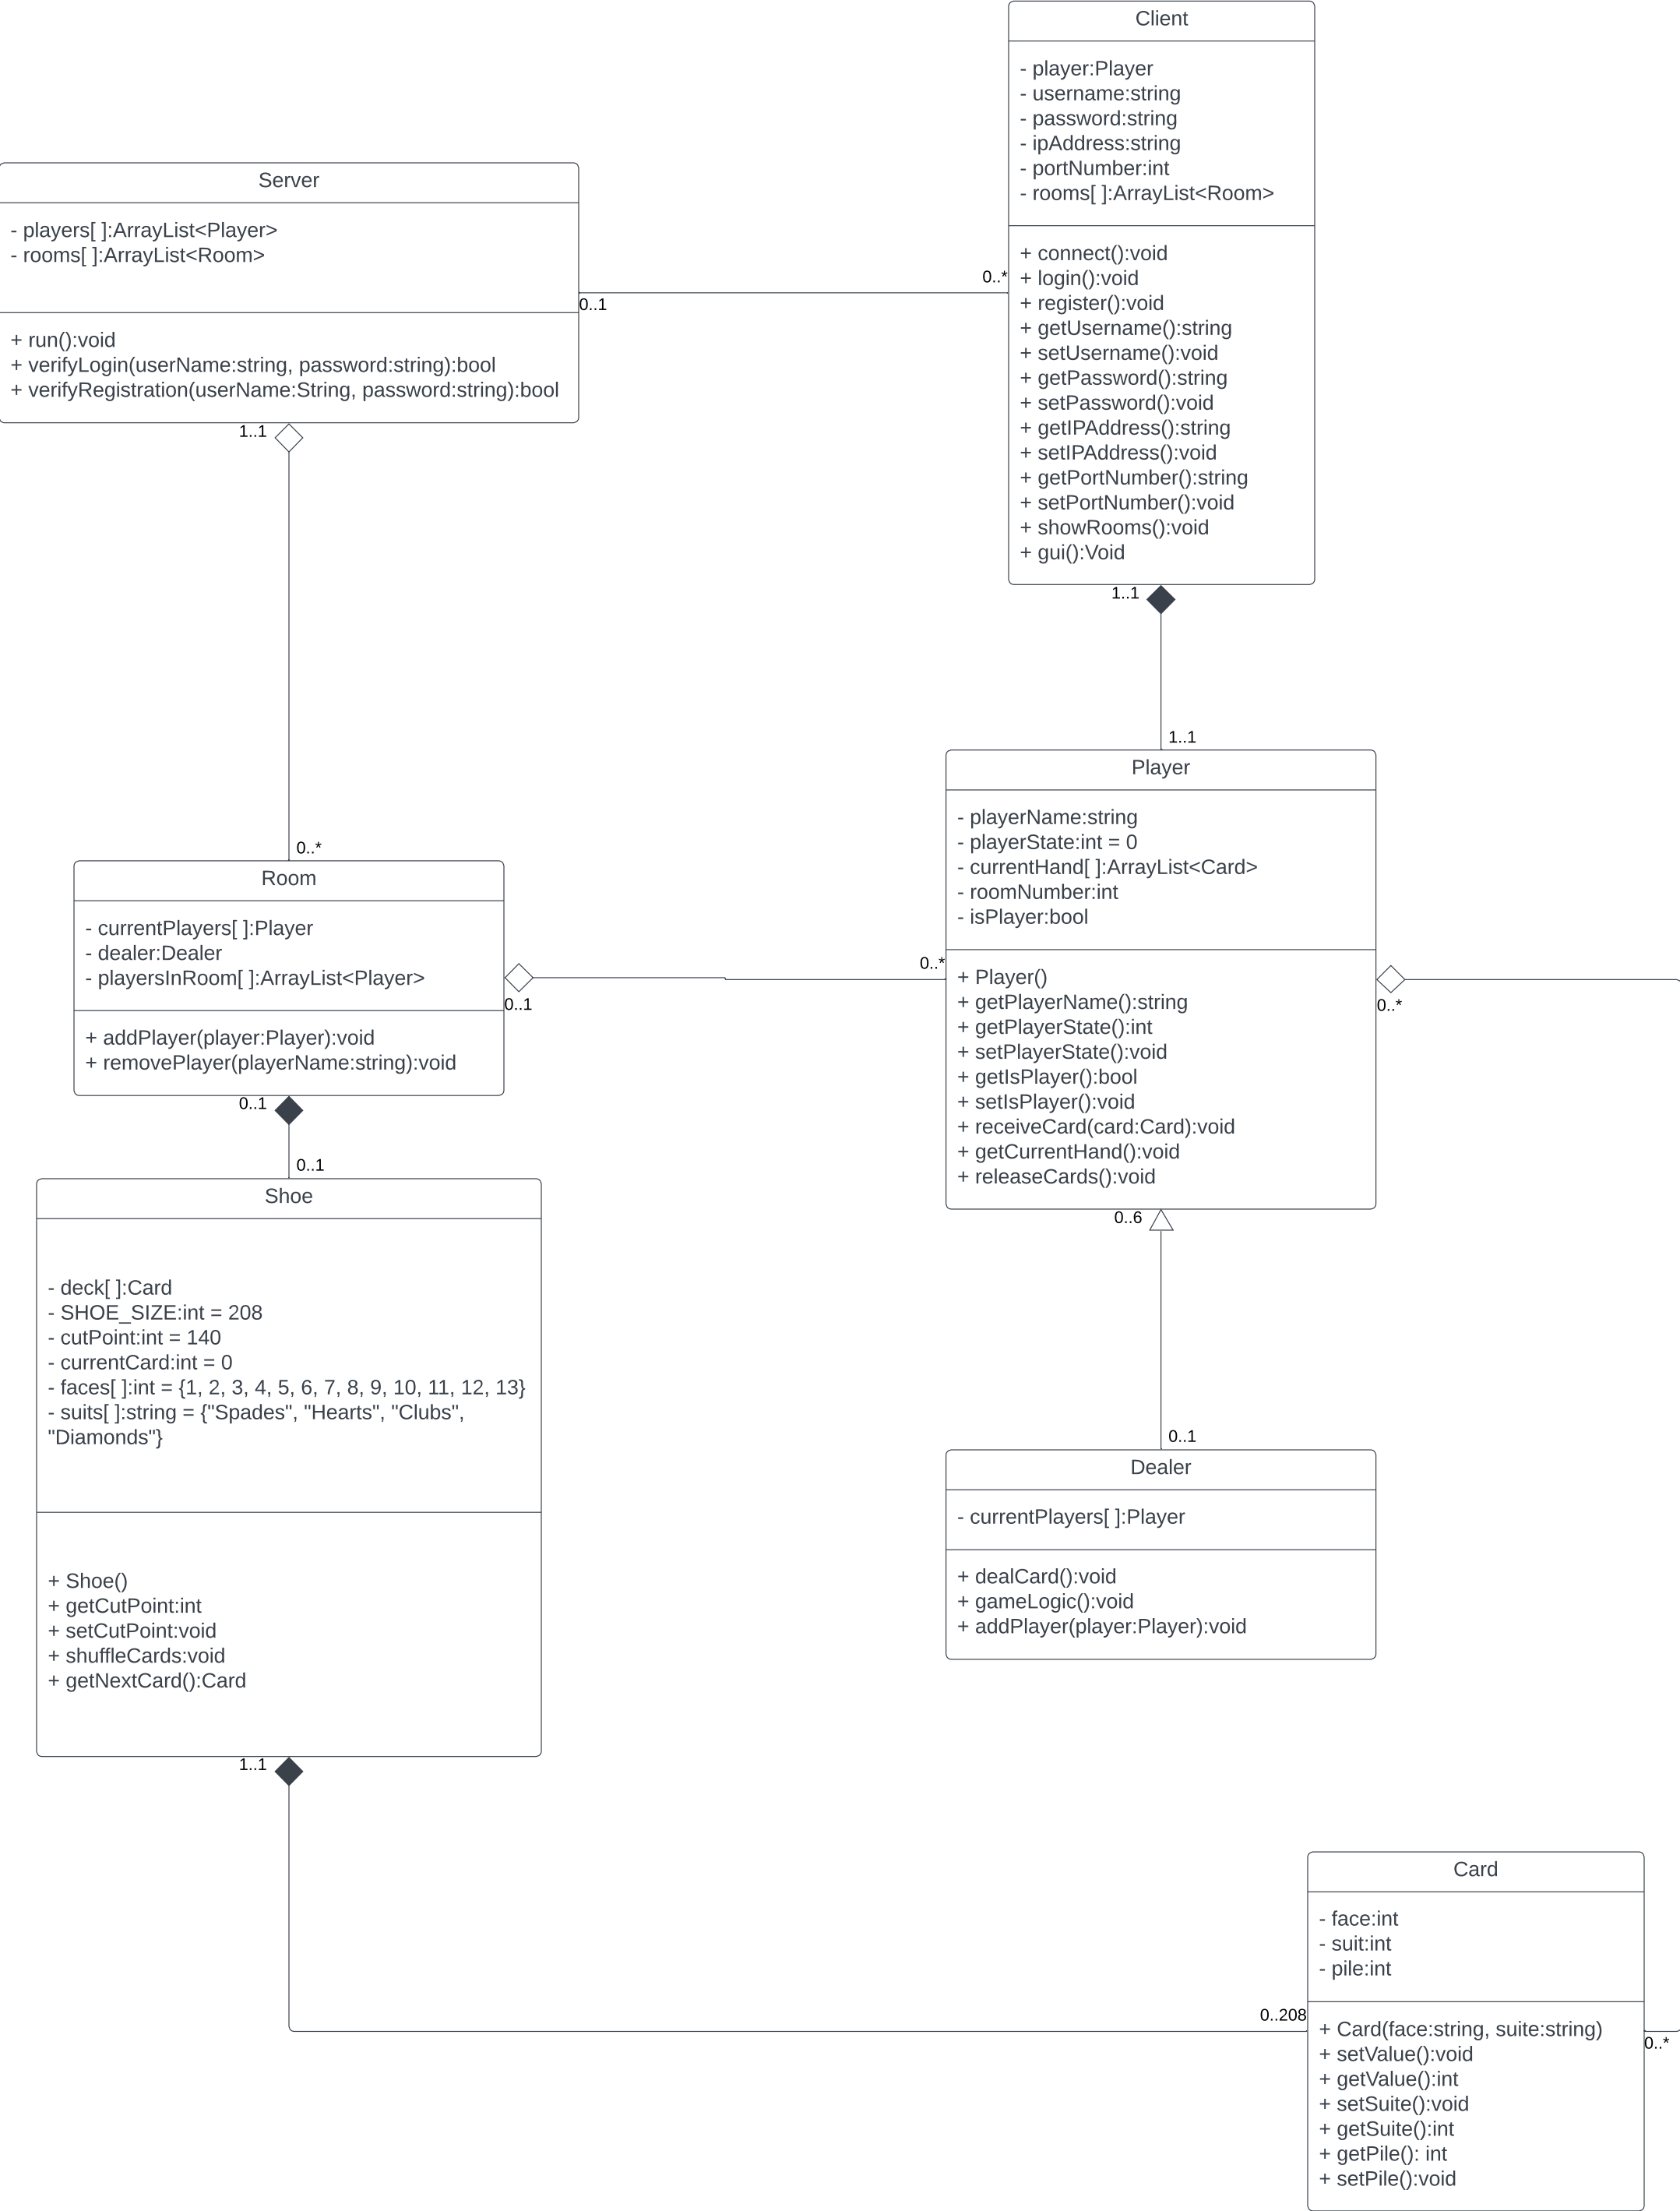 Client
- player:Player
- username:string
- password:string
- ipAddress:string
- portNumber:int
- rooms[ ]:ArrayList<Room>
+ connect():void
+ login():void
+ register():void
+ getUsername():string
+ setUsername():void
+ getPassword():string
+ setPassword():void
+ getIPAddress():string
+ setIPAddress():void
+ getPortNumber():string
+ setPortNumber():void
+ showRooms():void
+ gui():Void
Server
- players[ ]:ArrayList<Player>
- rooms[ ]:ArrayList<Room>
+ run():void
+ verifyLogin(userName:string, password:string):bool
+ verifyRegistration(userName:String, password:string):bool
0..*
0..1
1..1
1..1
1..1
Player
- playerName:string
- playerState:int = 0
- currentHand[ ]:ArrayList<Card>
- roomNumber:int
- isPlayer:bool
+ Player()
+ getPlayerName():string
+ getPlayerState():int
+ setPlayerState():void
+ getIsPlayer():bool
+ setIsPlayer():void
+ receiveCard(card:Card):void
+ getCurrentHand():void
+ releaseCards():void
0..*
Room
- currentPlayers[ ]:Player
- dealer:Dealer
- playersInRoom[ ]:ArrayList<Player>
+ addPlayer(player:Player):void
+ removePlayer(playerName:string):void
0..*
0..1
0..*
0..1
0..1
Shoe
- deck[ ]:Card
- SHOE_SIZE:int = 208
- cutPoint:int = 140
- currentCard:int = 0
- faces[ ]:int = {1, 2, 3, 4, 5, 6, 7, 8, 9, 10, 11, 12, 13}
- suits[ ]:string = {"Spades", "Hearts", "Clubs",
"Diamonds"}
+ Shoe()
+ getCutPoint:int
+ setCutPoint:void
+ shuffleCards:void
+ getNextCard():Card
0..6
0..1
Dealer
- currentPlayers[ ]:Player
+ dealCard():void
+ gameLogic():void
+ addPlayer(player:Player):void
1..1
Card
- face:int
- suit:int
- pile:int
+ Card(face:string, suite:string)
+ setValue():void
+ getValue():int
+ setSuite():void
+ getSuite():int
+ getPile(): int
+ setPile():void
0..208
0..*